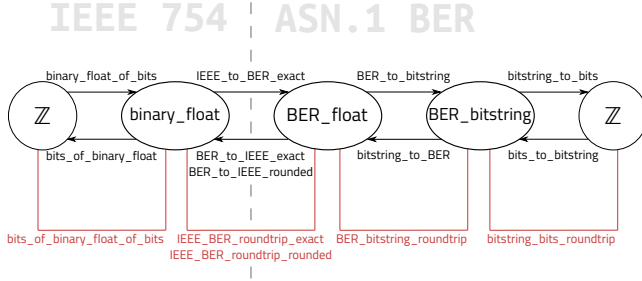 IEEE 754 ASN.1 BER
binary_float_of_bits IEEE_to_BER_exact BER_to_bitstring bitstring_to_bits
ℤ binary_float BER_float BER_bitstring ℤ
bits_of_binary_float BER_to_IEEE_exact bitstring_to_BER bits_to_bitstring
BER_to_IEEE_rounded
bits_of_binary_float_of_bits IEEE_BER_roundtrip_exact BER_bitstring_roundtrip bitstring_bits_roundtrip
IEEE_BER_roundtrip_rounded